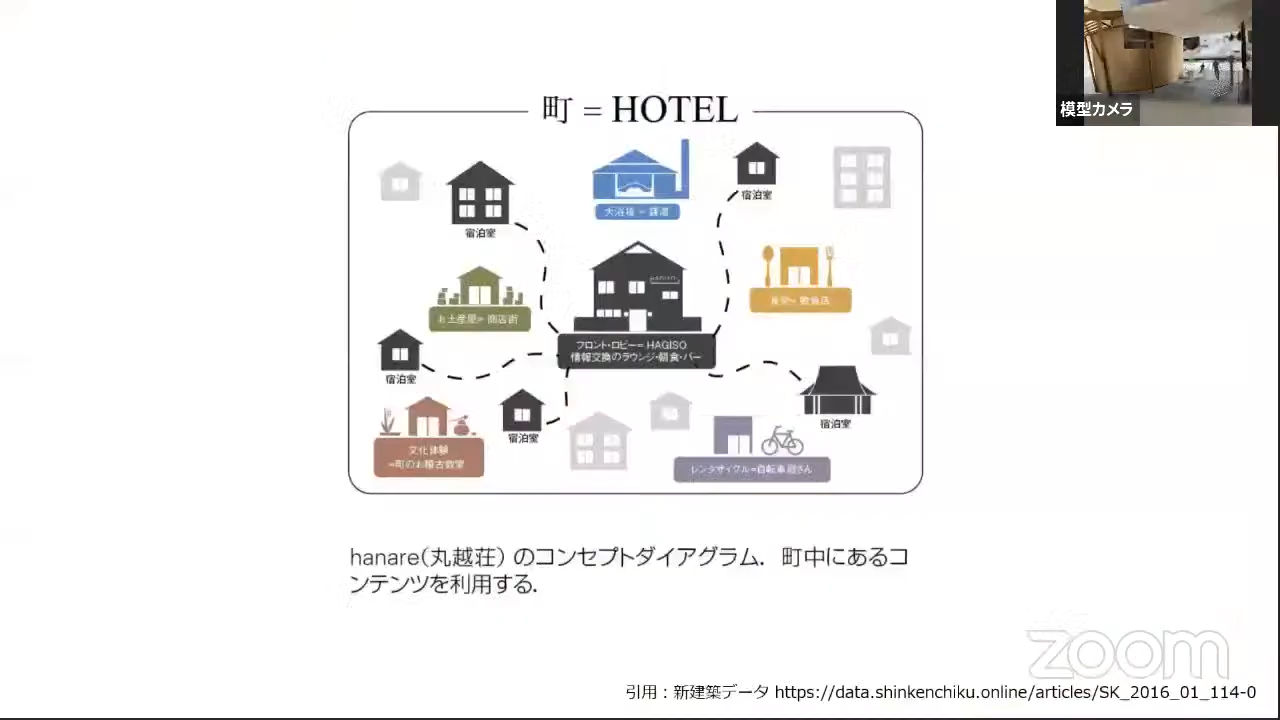 模型カメラ
町 = HOTEL
宿泊室
宿泊室
大浴場 = 銭湯
HAGISO
お土産屋= 商店街
食堂= 飲食店
フロント・ロビー= HAGISO
情報交換のラウンジ・朝食・バー
宿泊室
宿泊室
宿泊室
文化体験
=町のお稽古教室
レンタサイクル=自転車屋さん
hanare(丸越荘) のコンセプトダイアグラム. 町中にあるコ
ンテンツを利用する.
zoom
引用：新建築データ https://data.shinkenchiku.online/articles/SK_2016_01_114-0